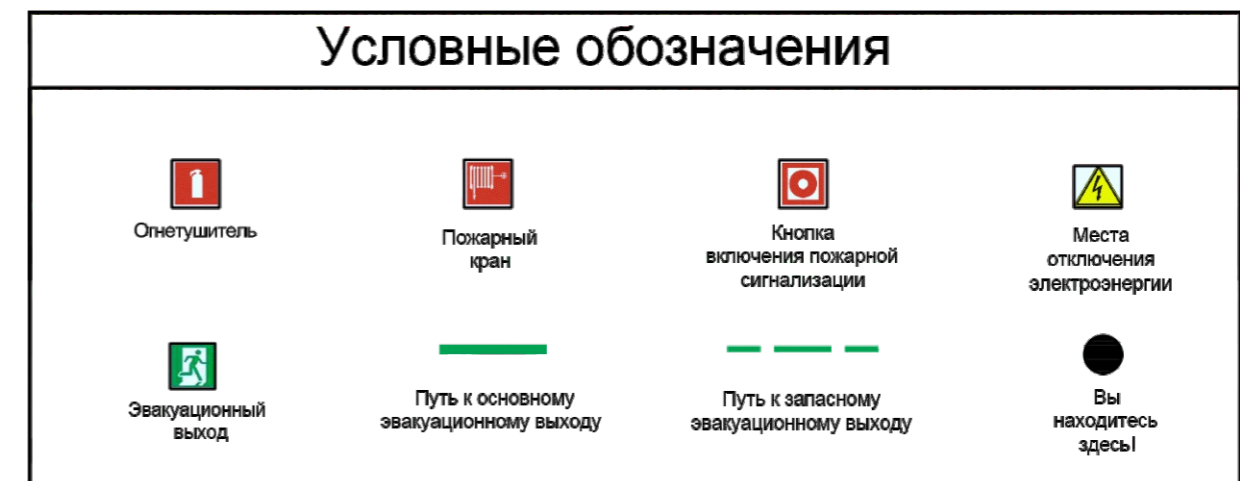 Условные обозначения
Огнетушитель
Пожарный
кран
Кнопка
включения пожарной
сигнализации
Места
отключения
электроэнергии
Эвакуационный
выход
Путь к основному
эвакуационному выходу
Путь к запасному
эвакуационному выходу
Вы
находитесь
здесь!